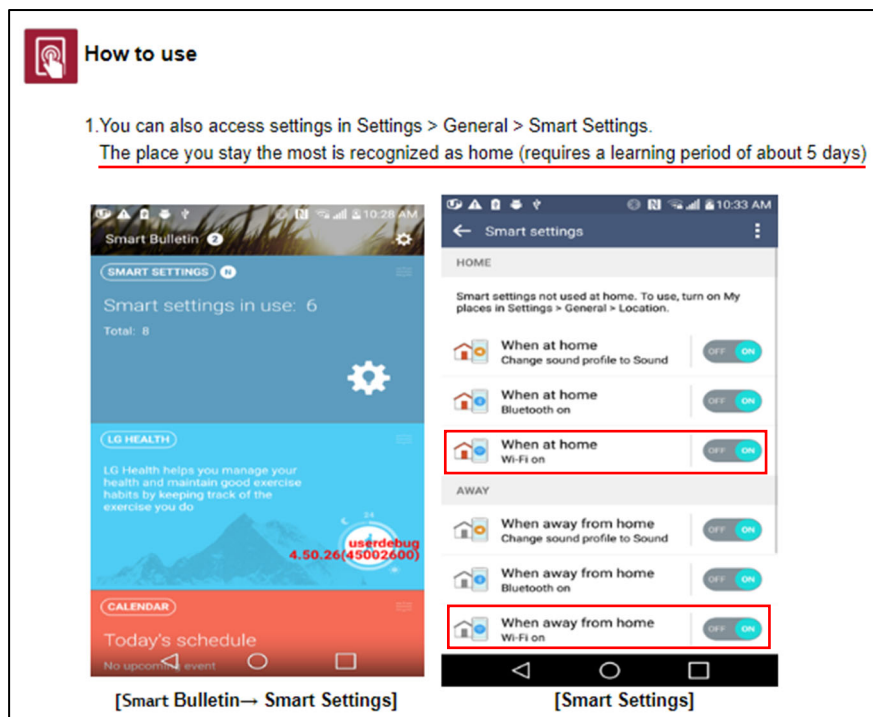 How to use
1.You can also access settings in Settings > General > Smart Settings.
The place you stay the most is recognized as home (requires a learning period of about 5 days)
10:28 AM
Smart Bulletin 2
SMART SETTINGS N
Smart settings in use: 6
Total: 8
LG HEALTH
LG Health helps you manage your
health and maintain good exercise
habits by keeping track of the
exercise you do
24
userdebug
4.50.26(45002600)
CALENDAR
Today's schedule
No upcoming event
[Smart Bulletin→ Smart Settings]
10:33 AM
Smart settings
HOME
Smart settings not used at home. To use, turn on My
places in Settings > General > Location.
When at home
Change sound profile to Sound
OFF ON
When at home
Bluetooth on
OFF ON
When at home
Wi-Fi on
OFF ON
AWAY
When away from home
Change sound profile to Sound
OFF ON
When away from home
Bluetooth on
OFF ON
When away from home
Wi-Fi on
OFF ON
[Smart Settings]